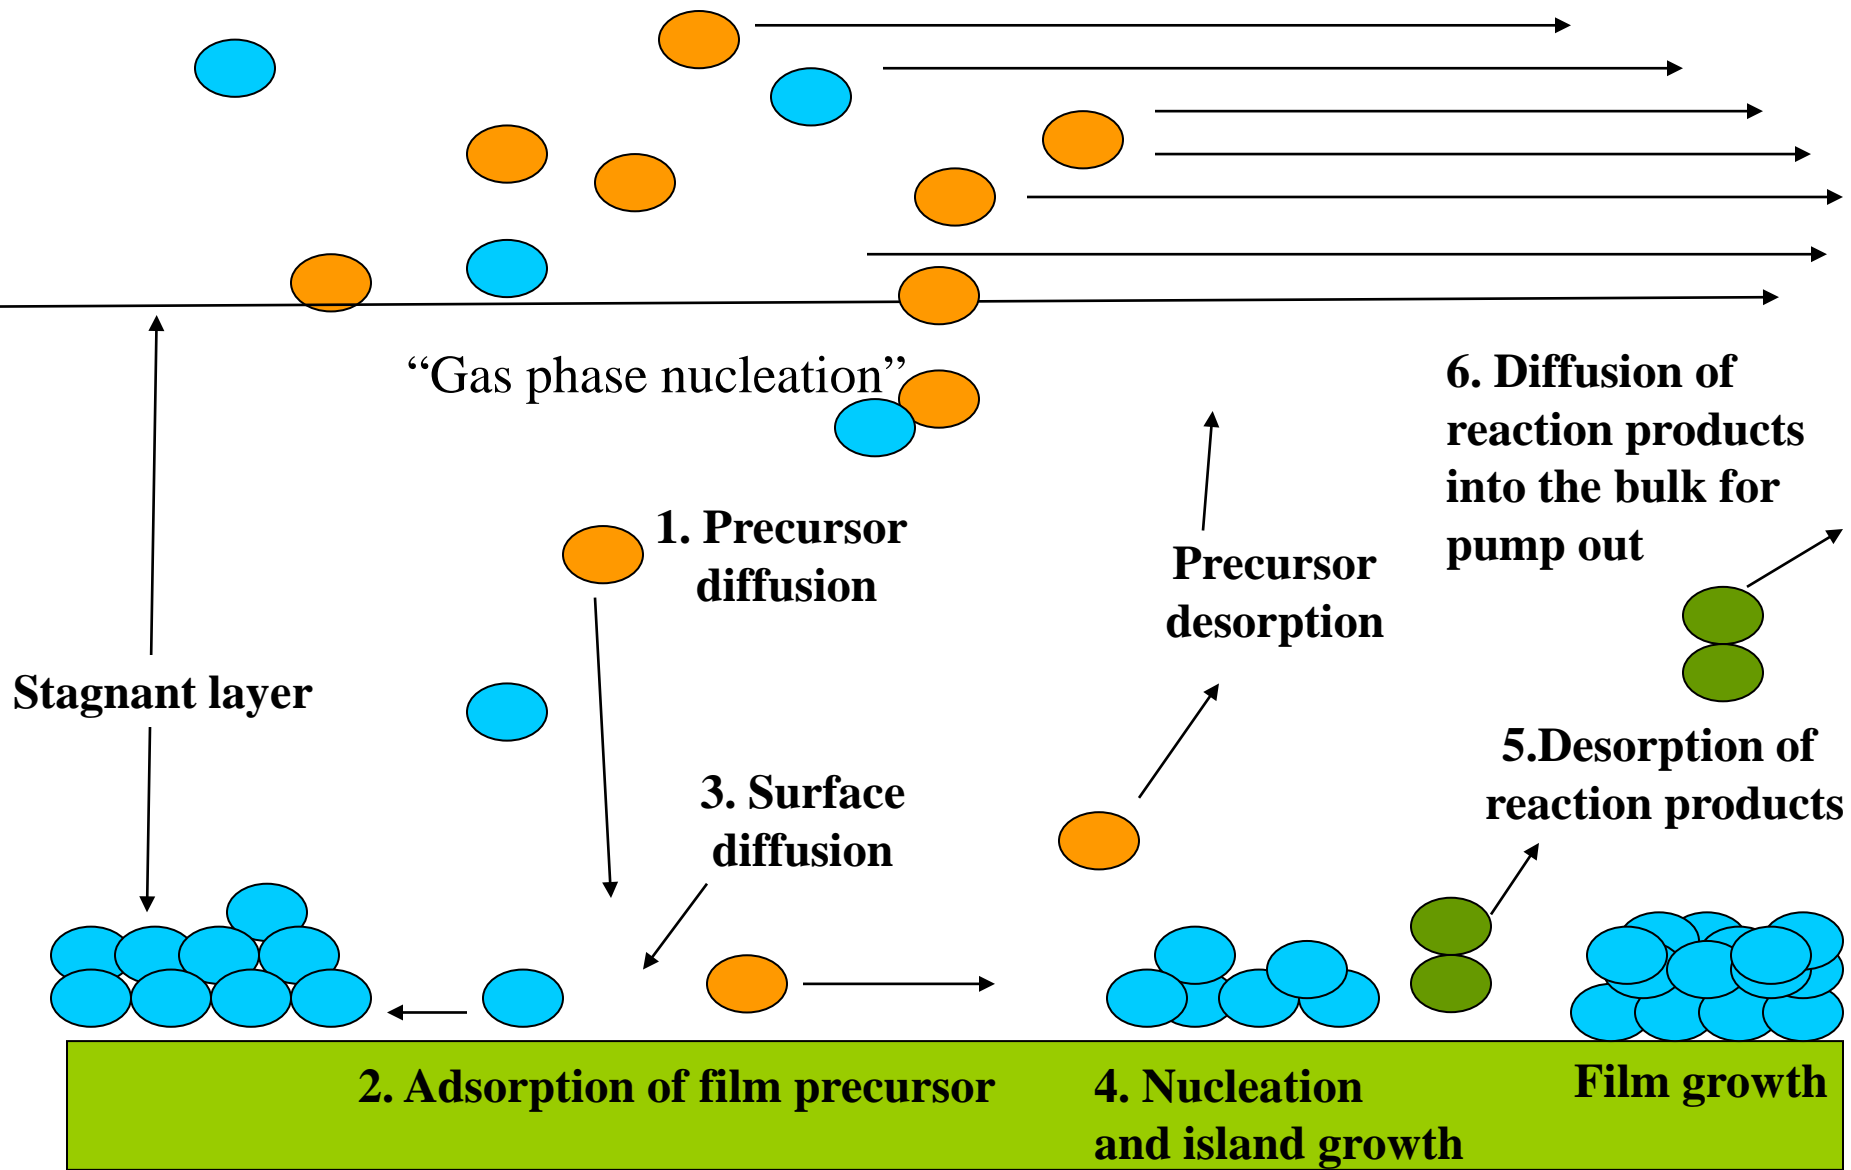 “Gas phase nucleation”
6. Diffusion of
reaction products
into the bulk for
pump out
1. Precursor
diffusion
Precursor
desorption
Stagnant layer
5.Desorption of
reaction products
3. Surface
diffusion
2. Adsorption of film precursor
4. Nucleation
and island growth
Film growth